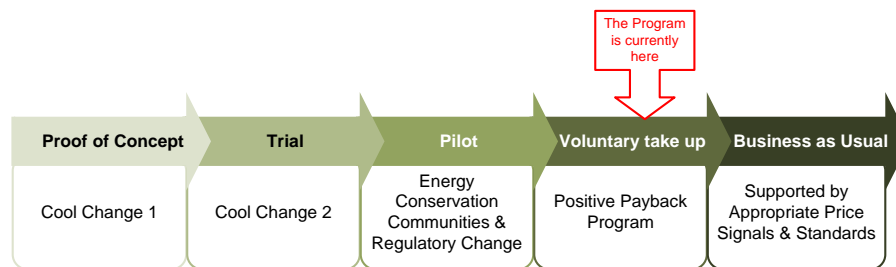 The Program
is currently
here
Proof of Concept
Trial
Pilot
Voluntary take up
Business as Usual
Cool Change 1
Cool Change 2
Energy
Conservation
Communities &
Regulatory Change
Positive Payback
Program
Supported by
Appropriate Price
Signals & Standards